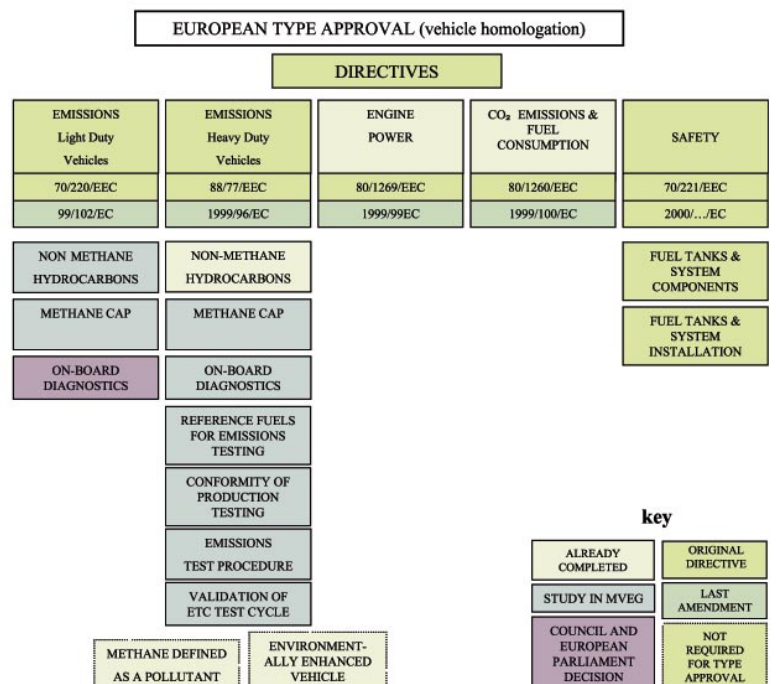 EUROPEAN TYPE APPROVAL (vehicle homologation)
DIRECTIVES
EMISSIONS
Light Duty
Vehicles
70/220/EEC
99/102/EC
EMISSIONS
Heavy Duty
Vehicles
88/77/EEC
1999/96/EC
ENGINE
POWER
80/1269/EEC
1999/99EC
CO₂ EMISSIONS &
FUEL
CONSUMPTION
80/1260/EEC
1999/100/EC
SAFETY
70/221/EEC
2000/.../EC
NON METHANE
HYDROCARBONS
METHANE CAP
ON-BOARD
DIAGNOSTICS
NON-METHANE
HYDROCARBONS
METHANE CAP
ON-BOARD
DIAGNOSTICS
REFERENCE FUELS
FOR EMISSIONS
TESTING
CONFORMITY OF
PRODUCTION
TESTING
EMISSIONS
TEST PROCEDURE
VALIDATION OF
ETC TEST CYCLE
FUEL TANKS &
SYSTEM
COMPONENTS
FUEL TANKS &
SYSTEM
INSTALLATION
METHANE DEFINED
AS A POLLUTANT
ENVIRONMENT-
ALLY ENHANCED
VEHICLE
key
ALREADY
COMPLETED
ORIGINAL
DIRECTIVE
STUDY IN MVEG
LAST
AMENDMENT
COUNCIL AND
EUROPEAN
PARLIAMENT
DECISION
NOT
REQUIRED
FOR TYPE
APPROVAL